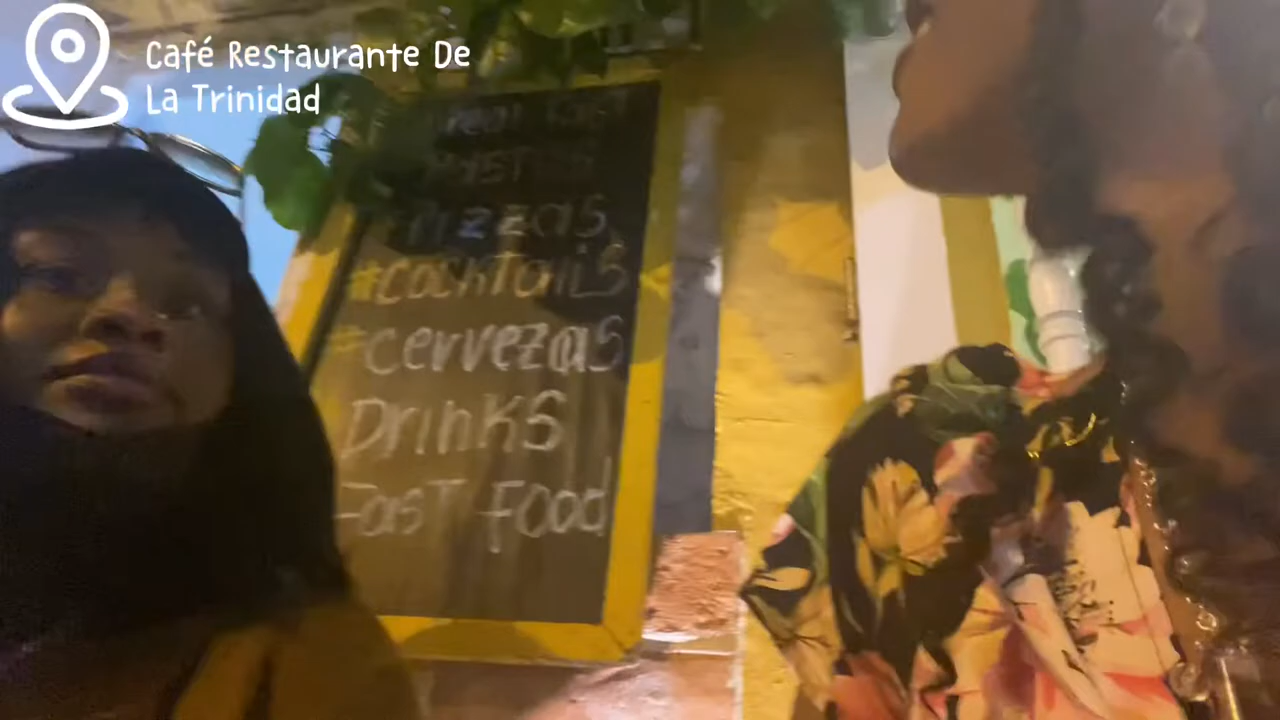 Café Restaurante De
La Trinidad
#Pizzas
#COCKTailS
#cervezas
DrinKS
FasT Food